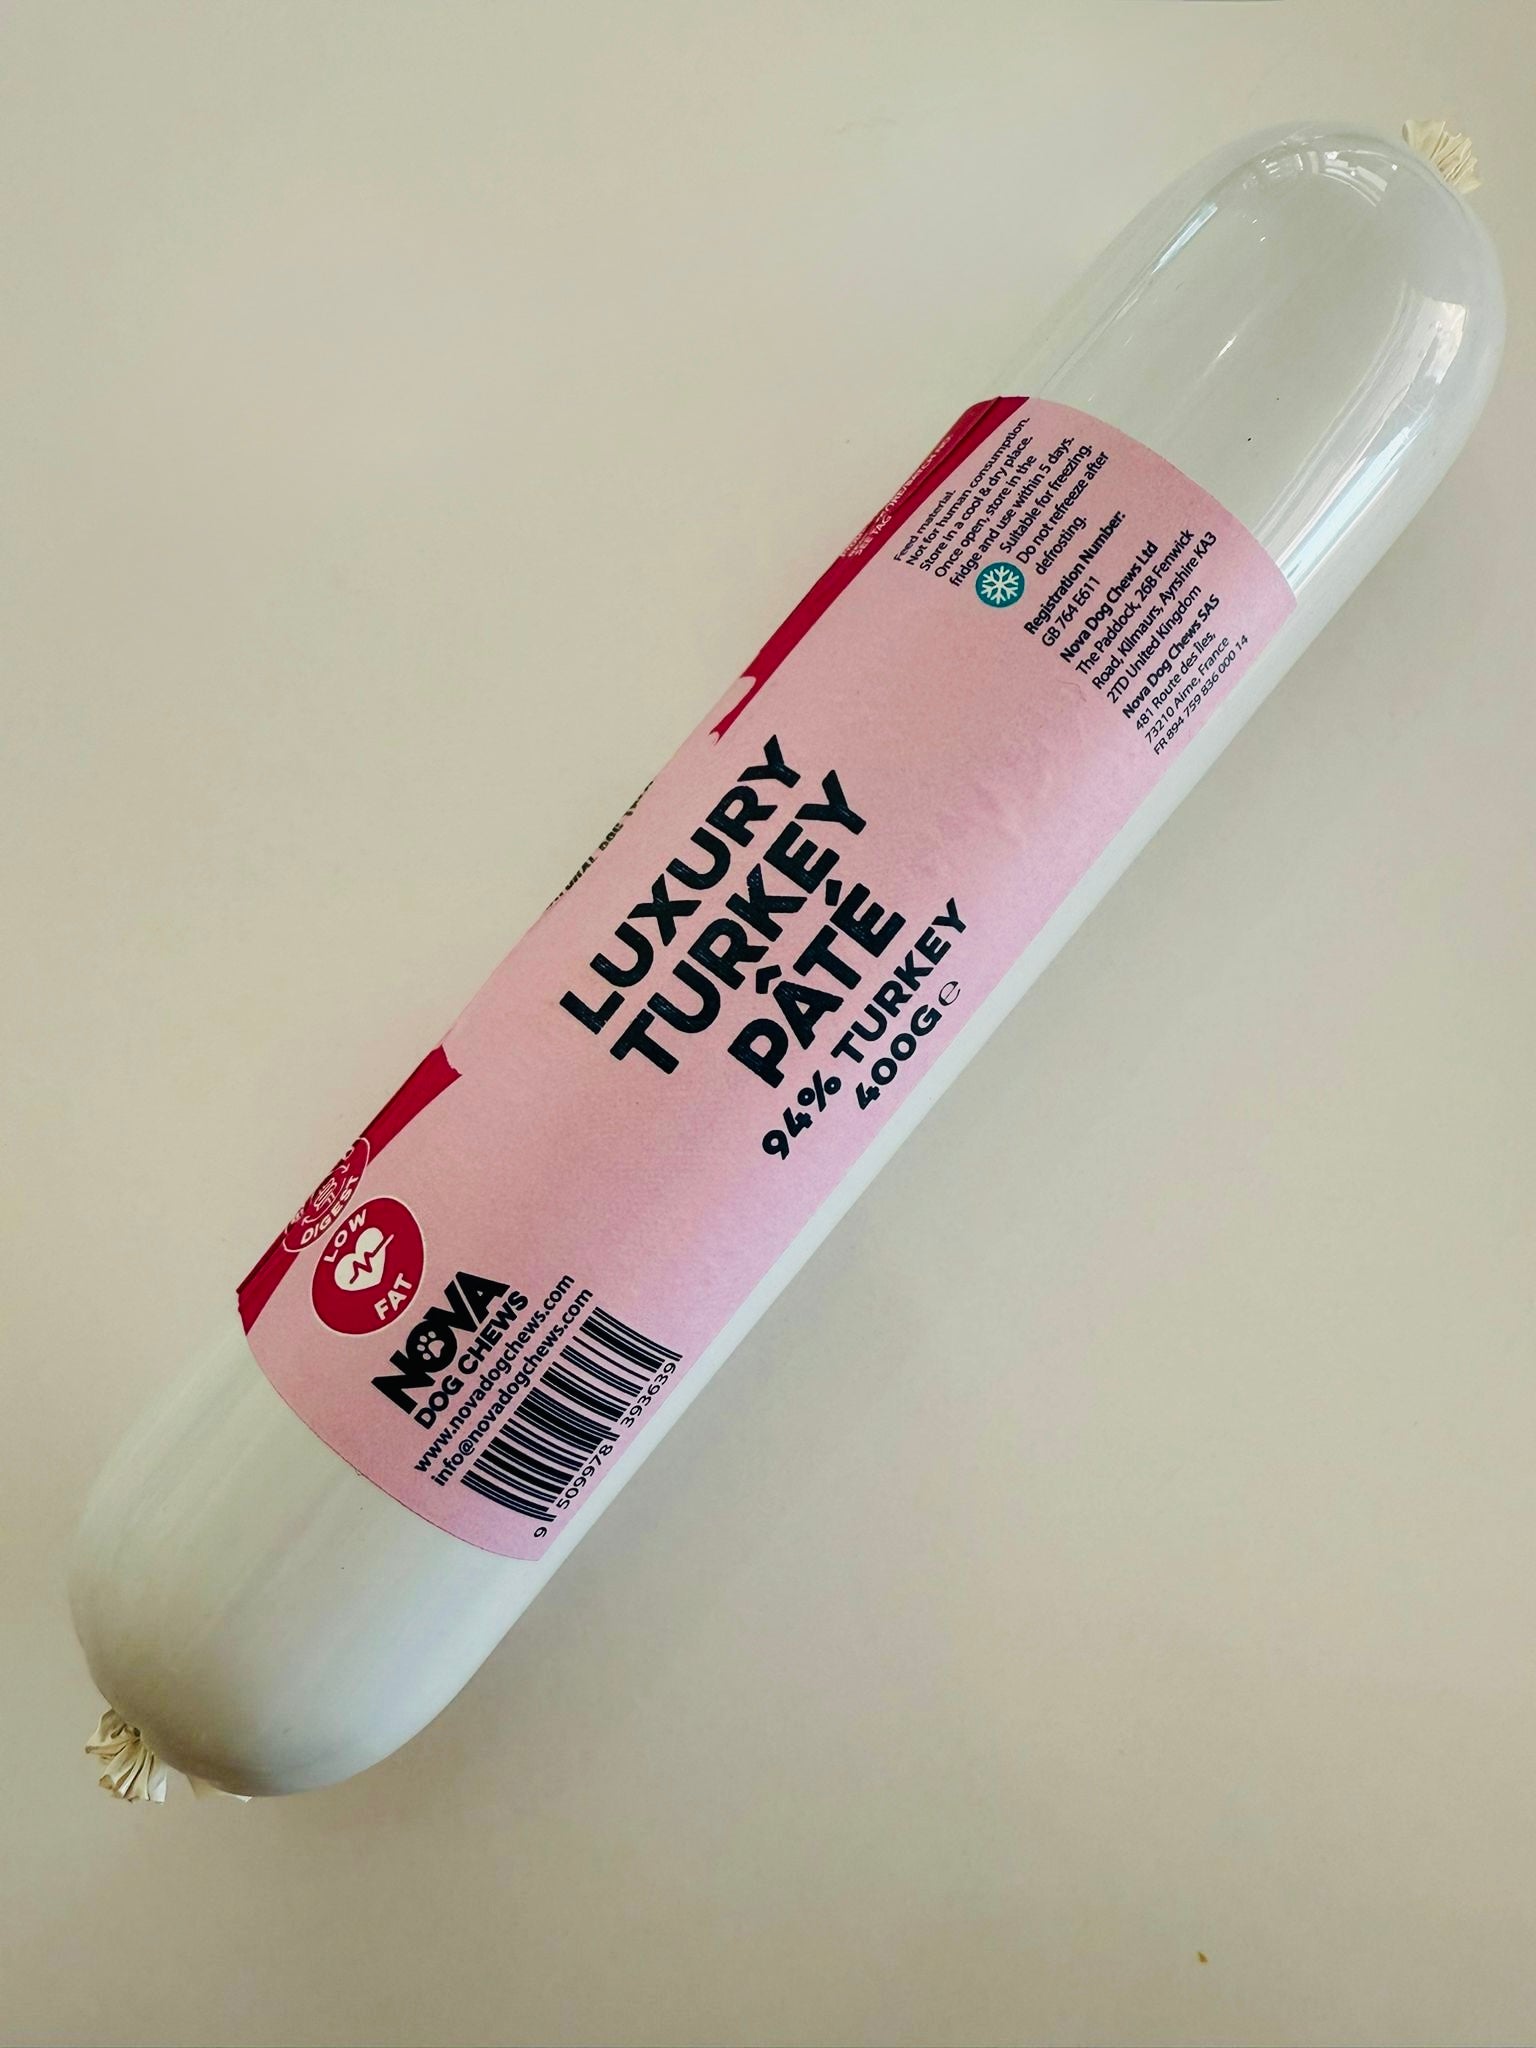 LUXURY
TURKEY
PÂTÉ
94% TURKEY
400G ℮
Feed material.
Not for human consumption.
Store in a cool & dry place.
Once open, store in the
fridge and use within 5 days.
Suitable for freezing.
Do not refreeze after
defrosting.
Registration Number:
GB 764 E611
Nova Dog Chews Ltd
The Paddock, 26B Fenwick
Road, Kilmaurs, Ayrshire KA3
2TD United Kingdom
Nova Dog Chews SAS
481 Route des Îles,
73210 Aime, France
FR 894 759 836 000 14
SEE TAG
DIGEST
LOW
FAT
NOVA
DOG CHEWS
www.novadogchews.com
info@novadogchews.com
9 509978 393639